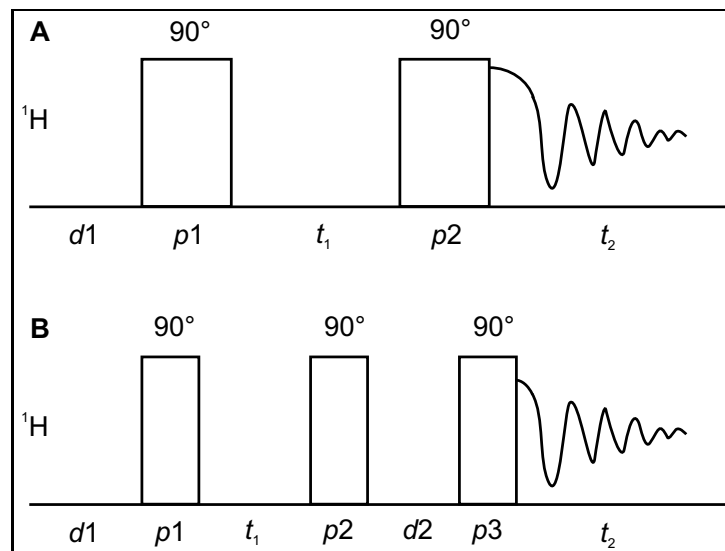 A 90° 90°
¹H
d1 p1 t₁ p2 t₂
B 90° 90° 90°
¹H
d1 p1 t₁ p2 d2 p3 t₂